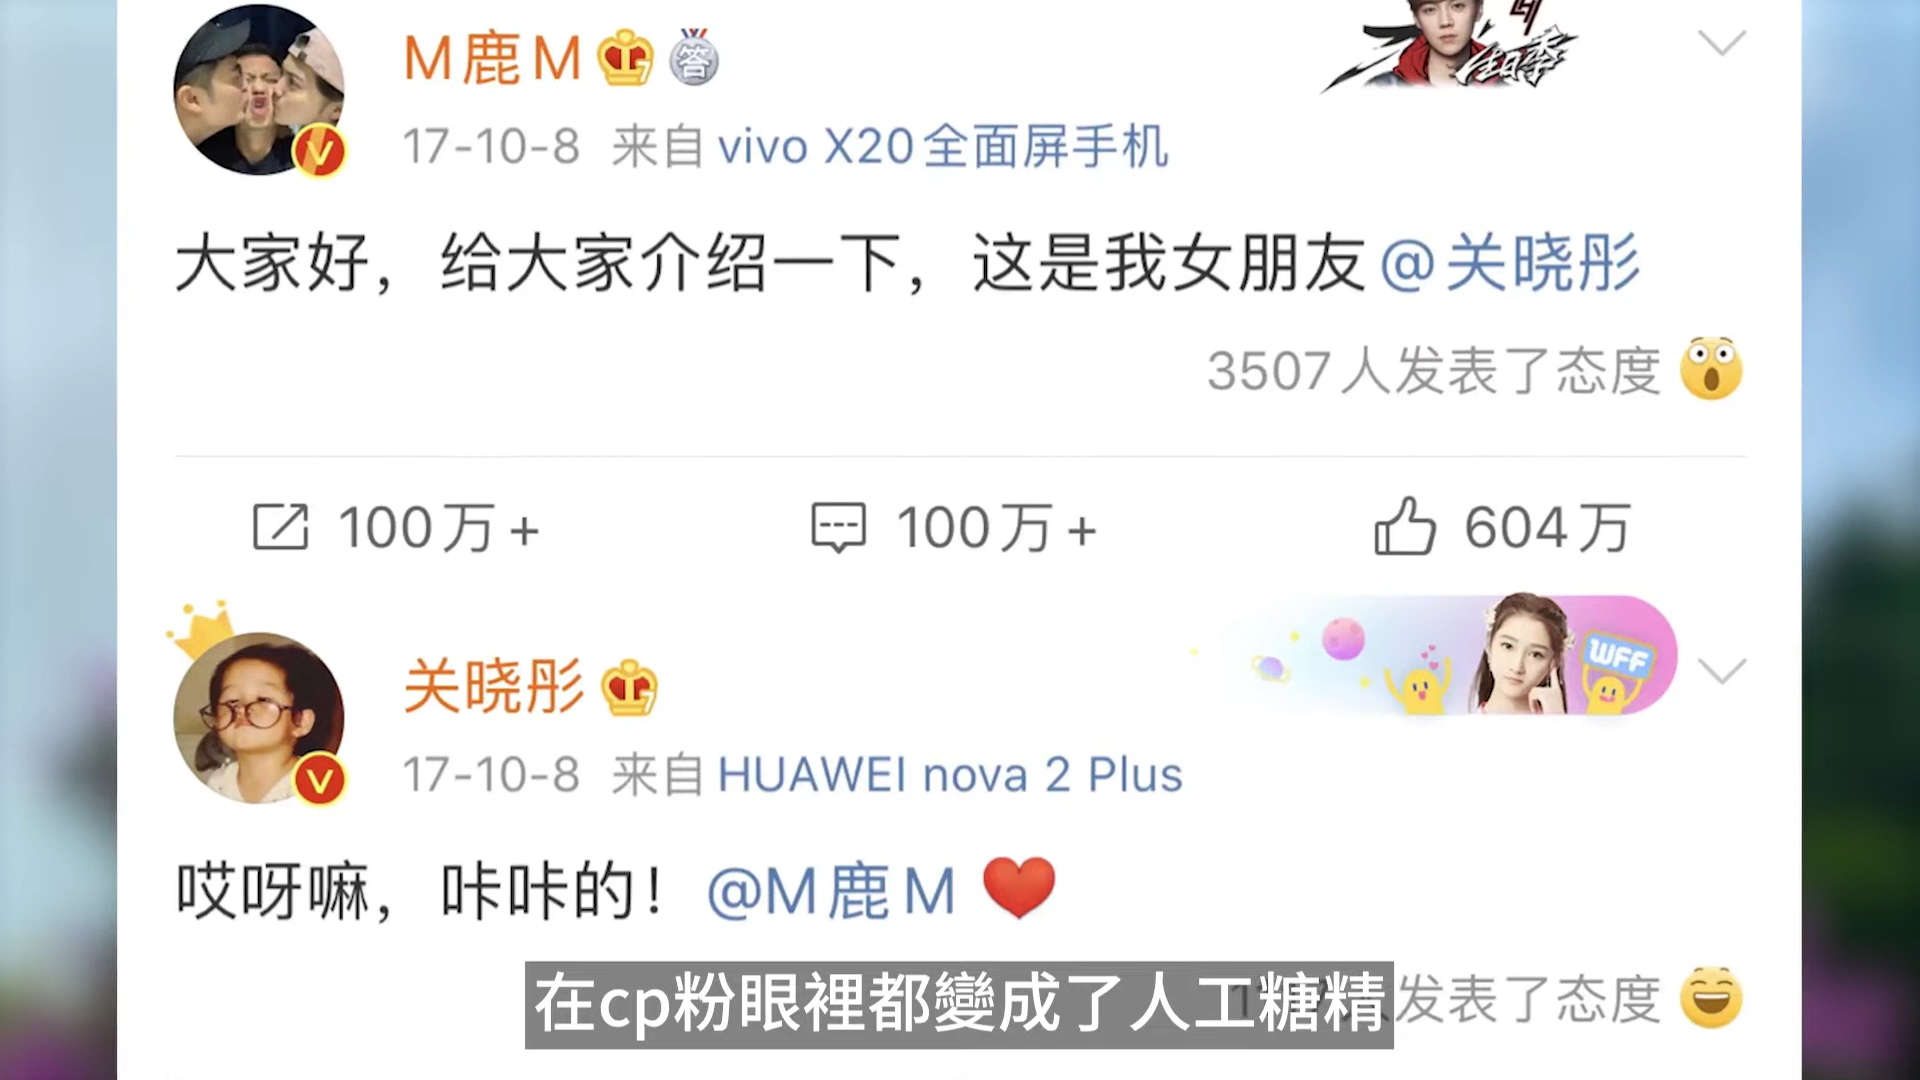 M鹿M 答
17-10-8 来自 vivo X20全面屏手机
大家好，给大家介绍一下，这是我女朋友@关晓彤
3507人发表了态度
100万+ 100万+ 604万
关晓彤
WFF
17-10-8 来自 HUAWEI nova 2 Plus
哎呀嘛，咔咔的！@M鹿M
发表了态度
在cp粉眼裡都變成了人工糖精